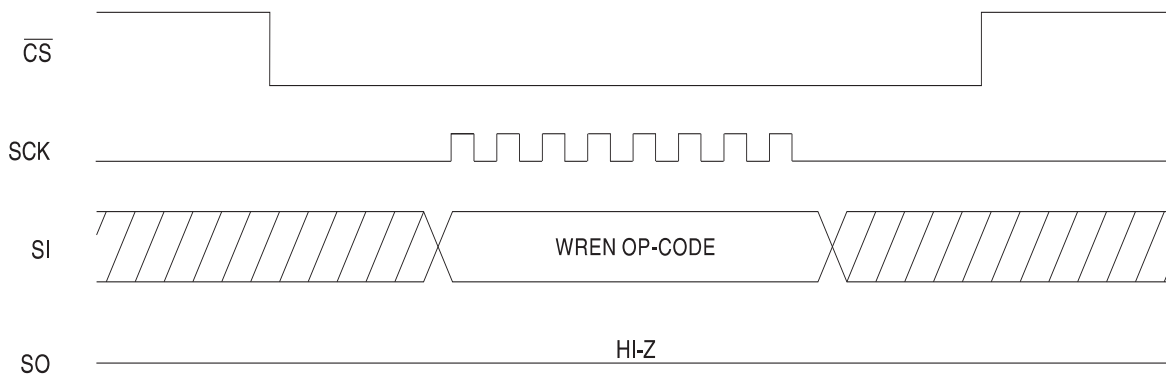 CS
SCK
SI
WREN OP-CODE
SO
HI-Z